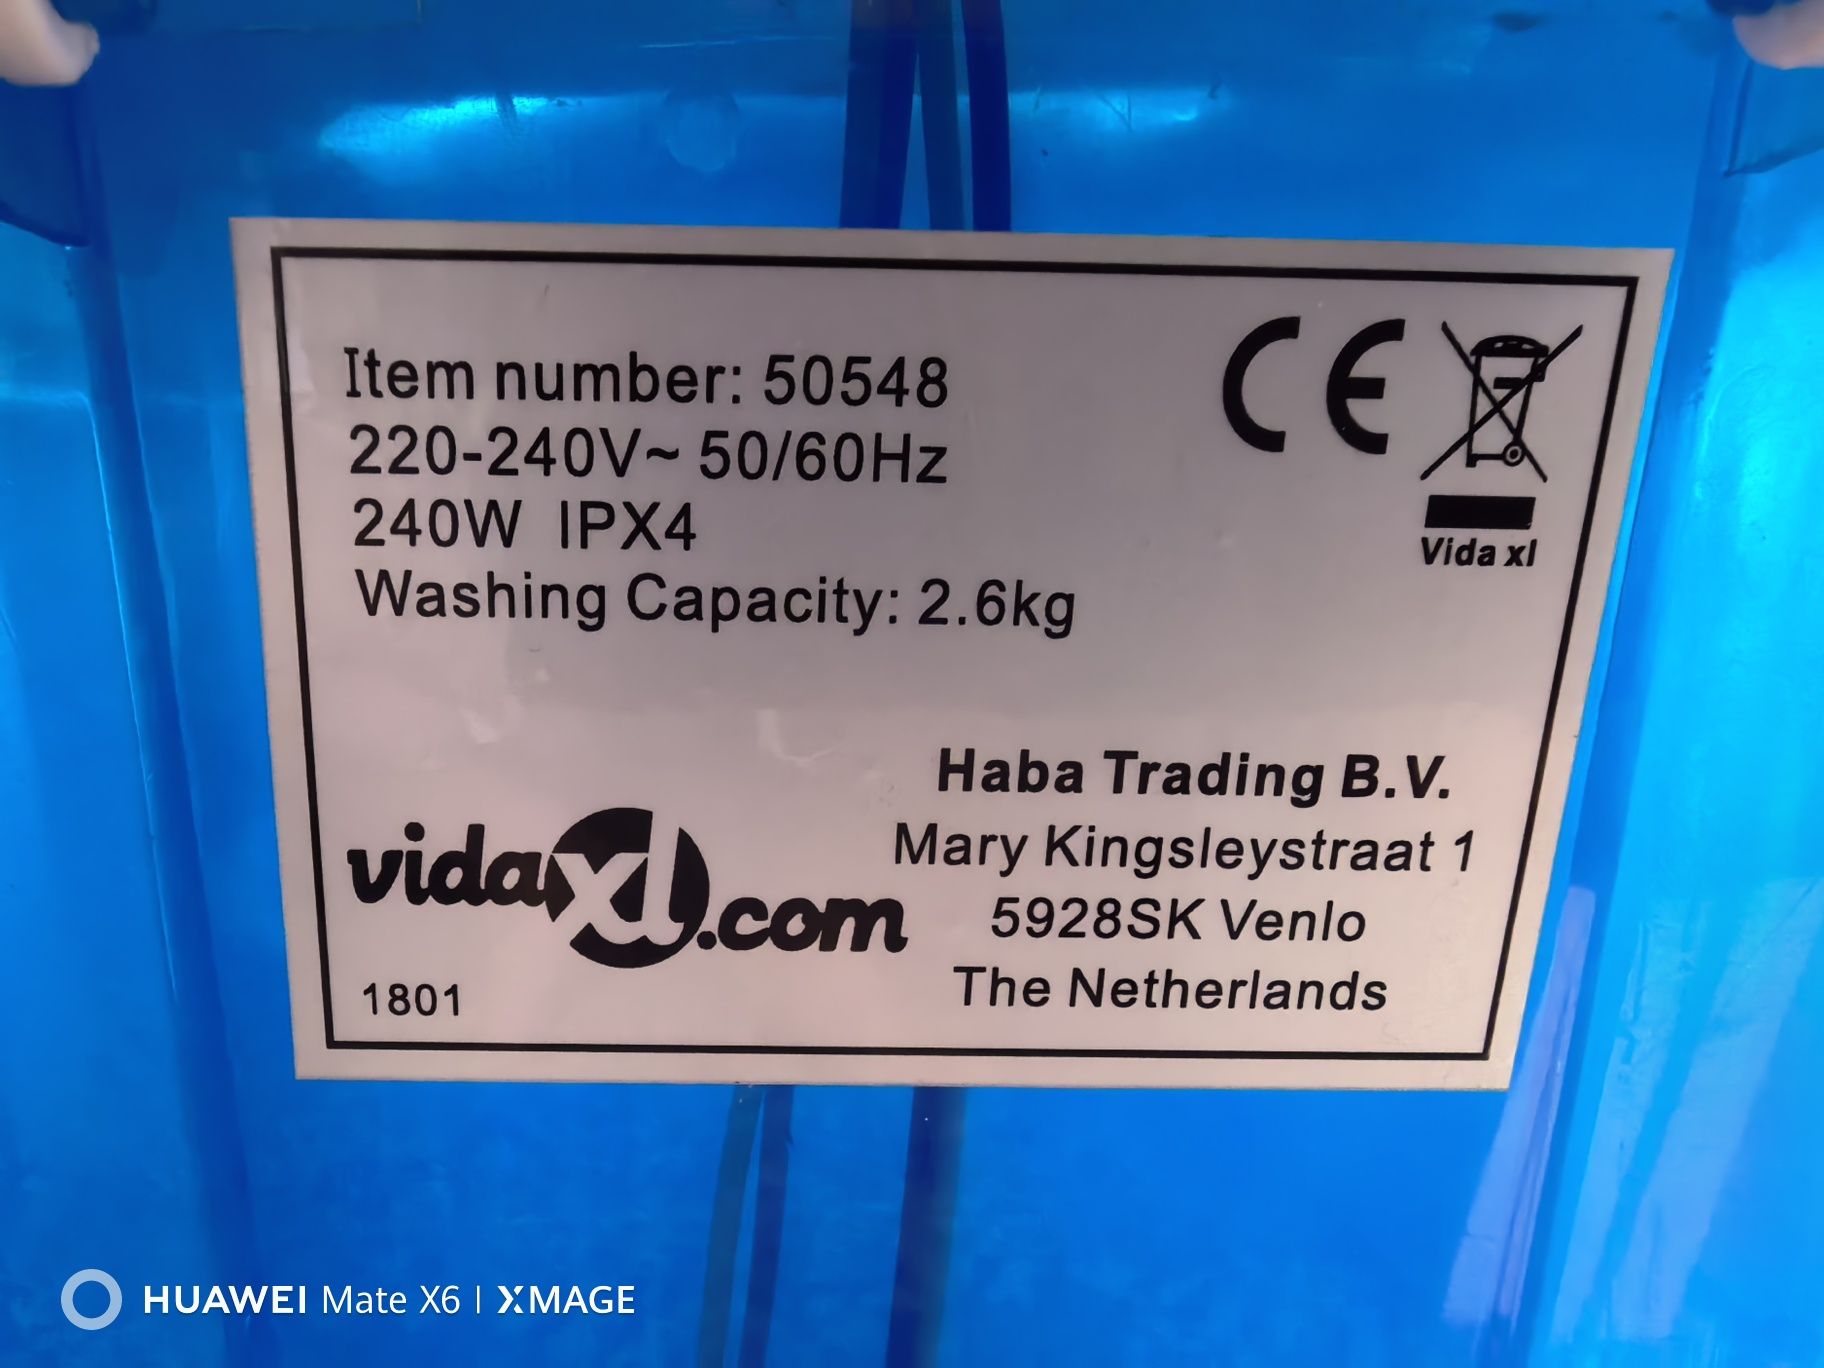 Item number: 50548
220-240V~ 50/60Hz
240W IPX4
Washing Capacity: 2.6kg
CE
Vida xl
Haba Trading B.V.
Mary Kingsleystraat 1
5928SK Venlo
The Netherlands
vidaxl.com
1801
HUAWEI Mate X6 | XMAGE